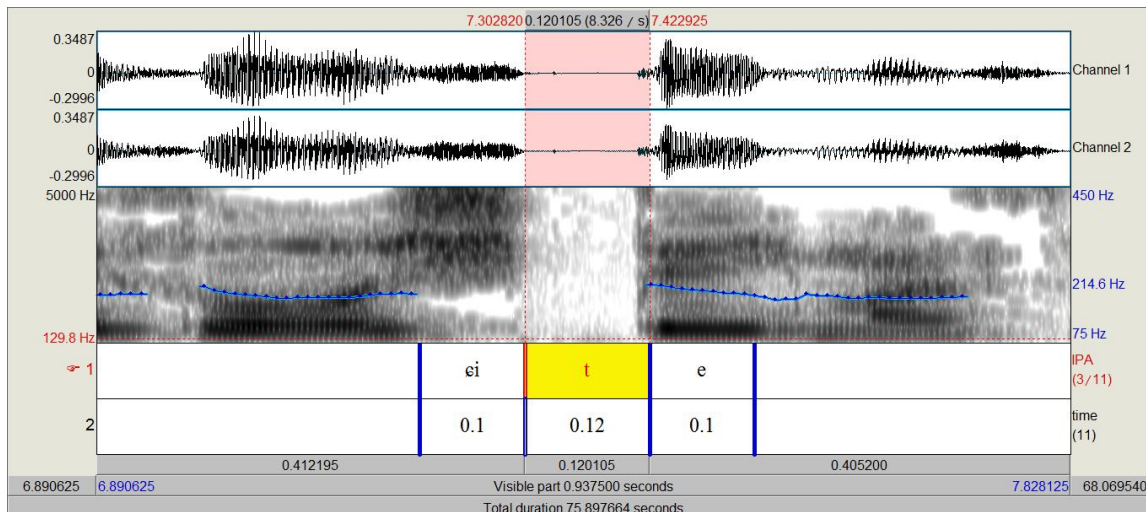 7.302820 0.120105 (8.326 / s) 7.422925
0.3487
0
-0.2996
Channel 1
0.3487
0
-0.2996
Channel 2
5000 Hz 450 Hz
214.6 Hz
129.8 Hz 75 Hz
☞ 1 ɕi t e IPA
(3/11)
2 0.1 0.12 0.1 time
(11)
0.412195 0.120105 0.405200
6.890625 6.890625 Visible part 0.937500 seconds 7.828125 68.069540
Total duration 75.897664 seconds